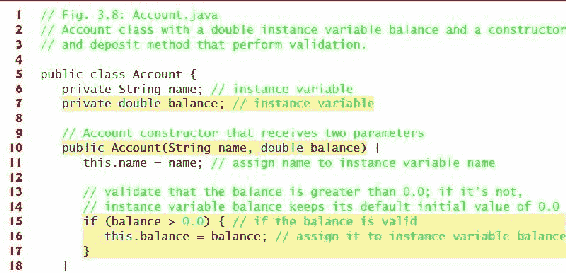 1 // Fig. 3.8: Account.java
2 // Account class with a double instance variable balance and a constructor
3 // and deposit method that perform validation.
4
5 public class Account {
6 private String name; // instance variable
7 private double balance; // instance variable
8
9 // Account constructor that receives two parameters
10 public Account(String name, double balance) {
11 this.name = name; // assign name to instance variable name
12
13 // validate that the balance is greater than 0.0; if it's not,
14 // instance variable balance keeps its default initial value of 0.0
15 if (balance > 0.0) { // if the balance is valid
16 this.balance = balance; // assign it to instance variable balance
17 }
18 }